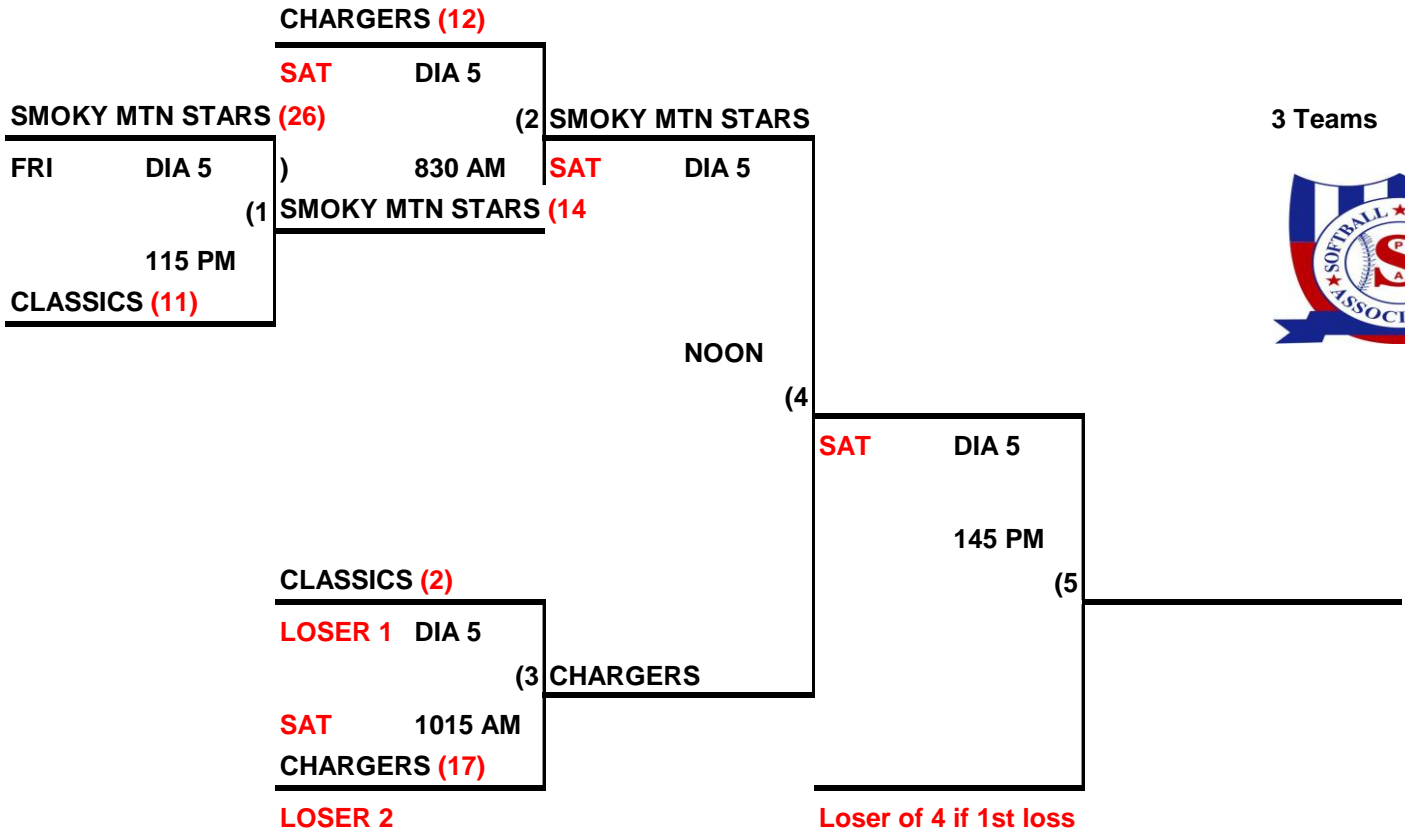 CHARGERS (12)
SAT DIA 5
SMOKY MTN STARS (26)
(2 SMOKY MTN STARS
3 Teams
FRI DIA 5
) 830 AM
SAT DIA 5
(1 SMOKY MTN STARS (14
115 PM
CLASSICS (11)
SOFTBALL
NOON
(4
SAT DIA 5
145 PM
CLASSICS (2)
(5
LOSER 1 DIA 5
(3 CHARGERS
SAT 1015 AM
CHARGERS (17)
LOSER 2
Loser of 4 if 1st loss